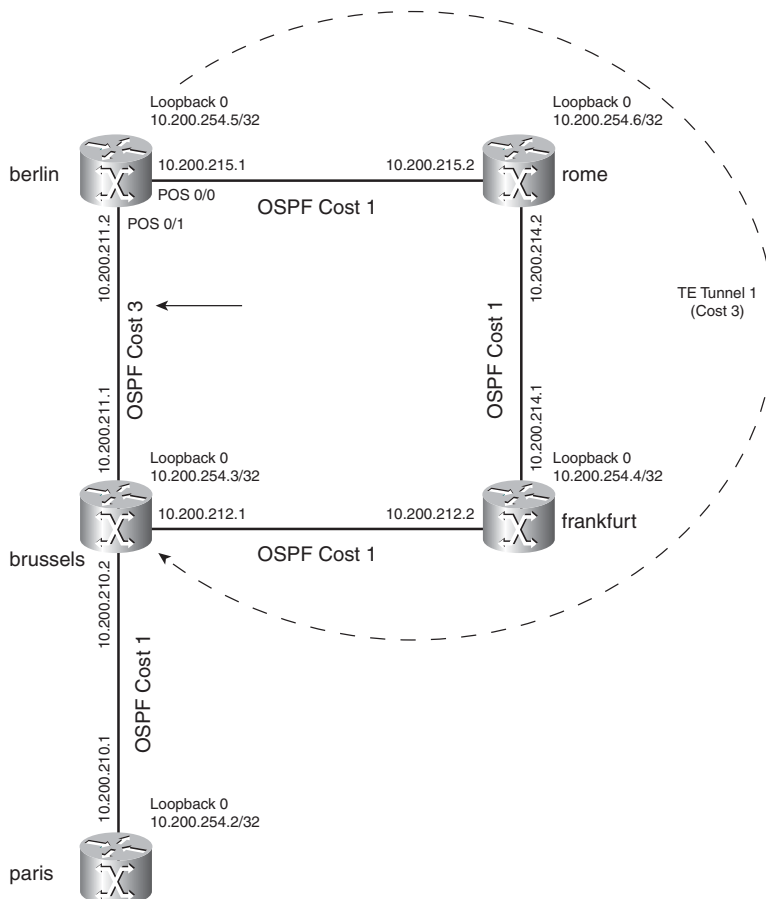 Loopback 0
10.200.254.5/32
Loopback 0
10.200.254.6/32
berlin
10.200.215.1
10.200.215.2
rome
POS 0/0
OSPF Cost 1
POS 0/1
10.200.211.2
10.200.214.2
TE Tunnel 1
(Cost 3)
OSPF Cost 3
OSPF Cost 1
10.200.211.1
10.200.214.1
Loopback 0
10.200.254.3/32
Loopback 0
10.200.254.4/32
10.200.212.1
10.200.212.2
frankfurt
brussels
OSPF Cost 1
10.200.210.2
OSPF Cost 1
10.200.210.1
Loopback 0
10.200.254.2/32
paris